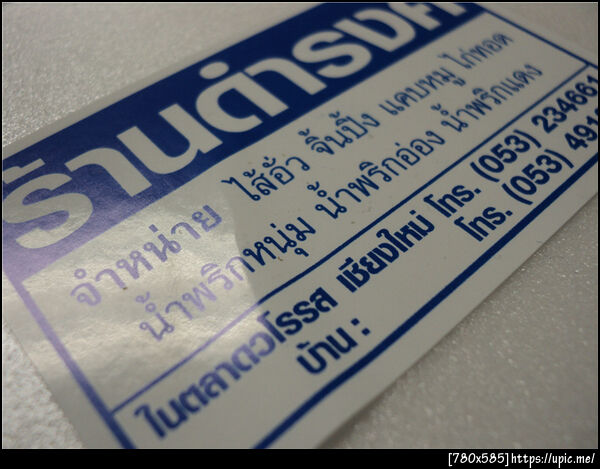 ร้านดำรงค์
จำหน่าย ไส้อั่ว จิ้นปิ้ง แคบหมู ไก่ทอด
น้ำพริกหนุ่ม น้ำพริกอ่อง น้ำพริกแดง
ในตลาดวโรรส เชียงใหม่ โทร. (053) 234661
บ้าน : โทร. (053) 491
[780x585]https://upic.me/